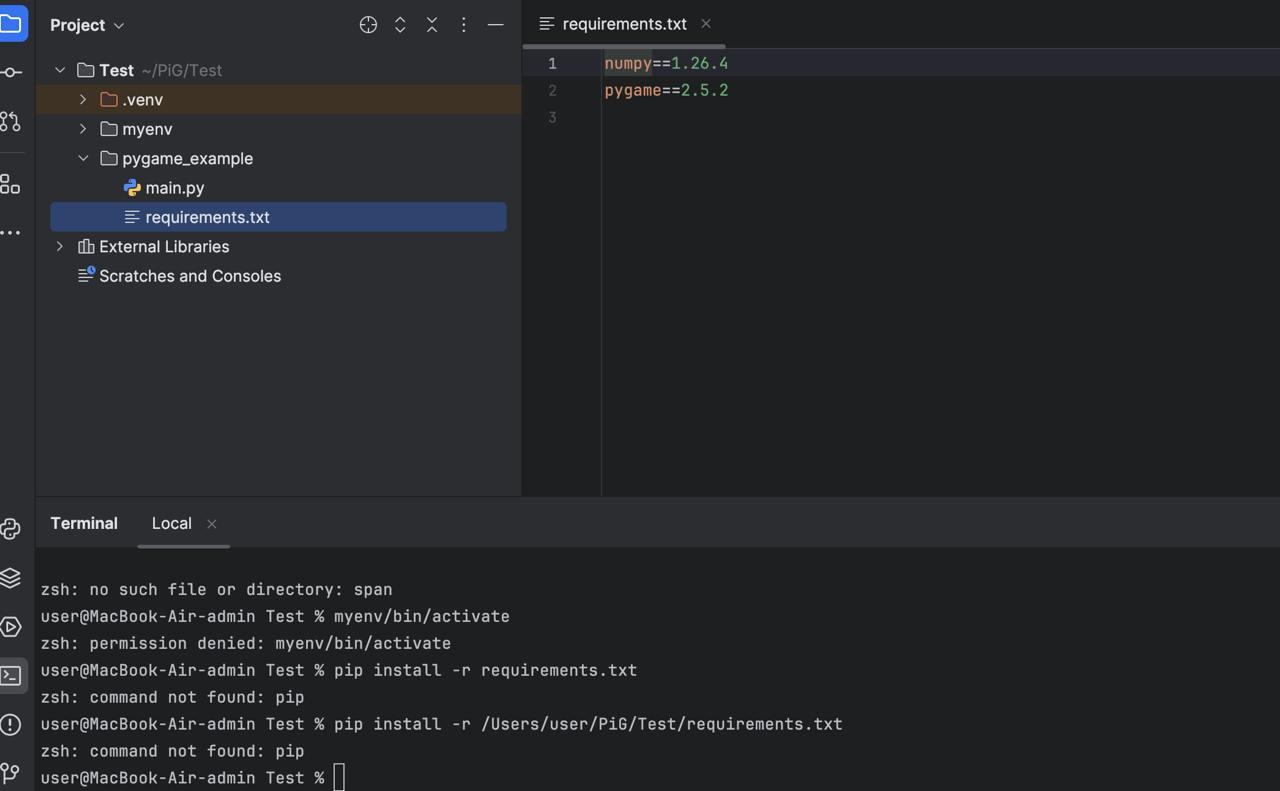 Project
Test ~/PiG/Test
.venv
myenv
pygame_example
main.py
requirements.txt
External Libraries
Scratches and Consoles
requirements.txt
1 numpy==1.26.4
2 pygame==2.5.2
3
Terminal Local
zsh: no such file or directory: span
user@MacBook-Air-admin Test % myenv/bin/activate
zsh: permission denied: myenv/bin/activate
user@MacBook-Air-admin Test % pip install -r requirements.txt
zsh: command not found: pip
user@MacBook-Air-admin Test % pip install -r /Users/user/PiG/Test/requirements.txt
zsh: command not found: pip
user@MacBook-Air-admin Test %